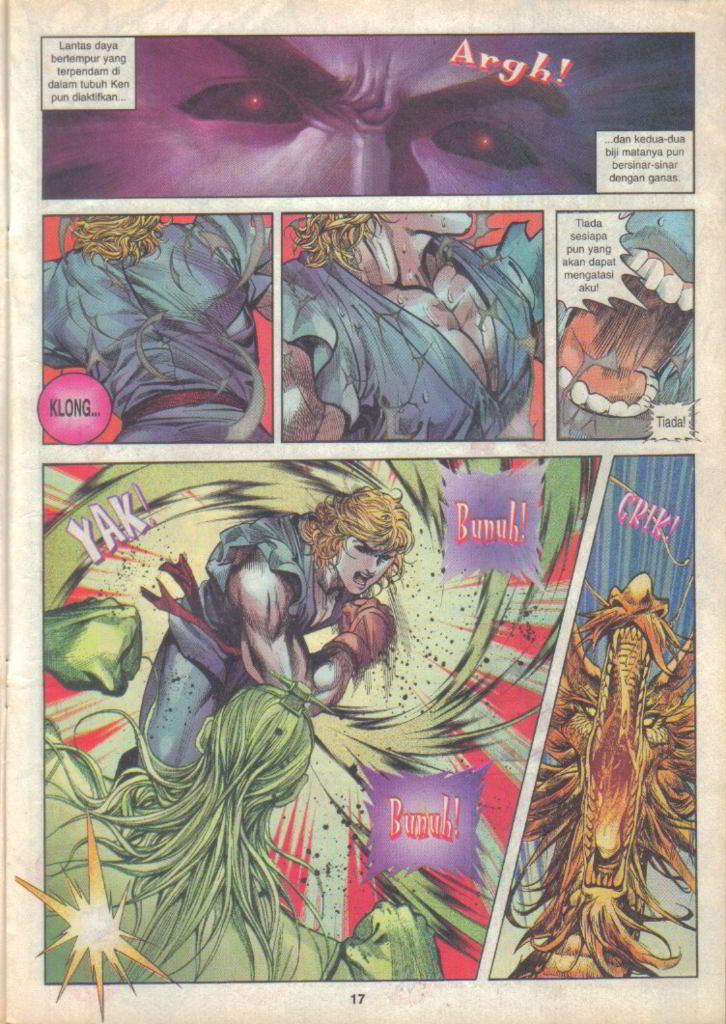 Lantas daya
bertempur yang
terpendam di
dalam tubuh Ken
pun diaktifkan...
Argh!
...dan kedua-dua
biji matanya pun
bersinar-sinar
dengan ganas.
KLONG...
Tiada
sesiapa
pun yang
akan dapat
mengatasi
aku!
Tiada!
YAK!
Bunuh!
Bunuh!
GRIK!
17